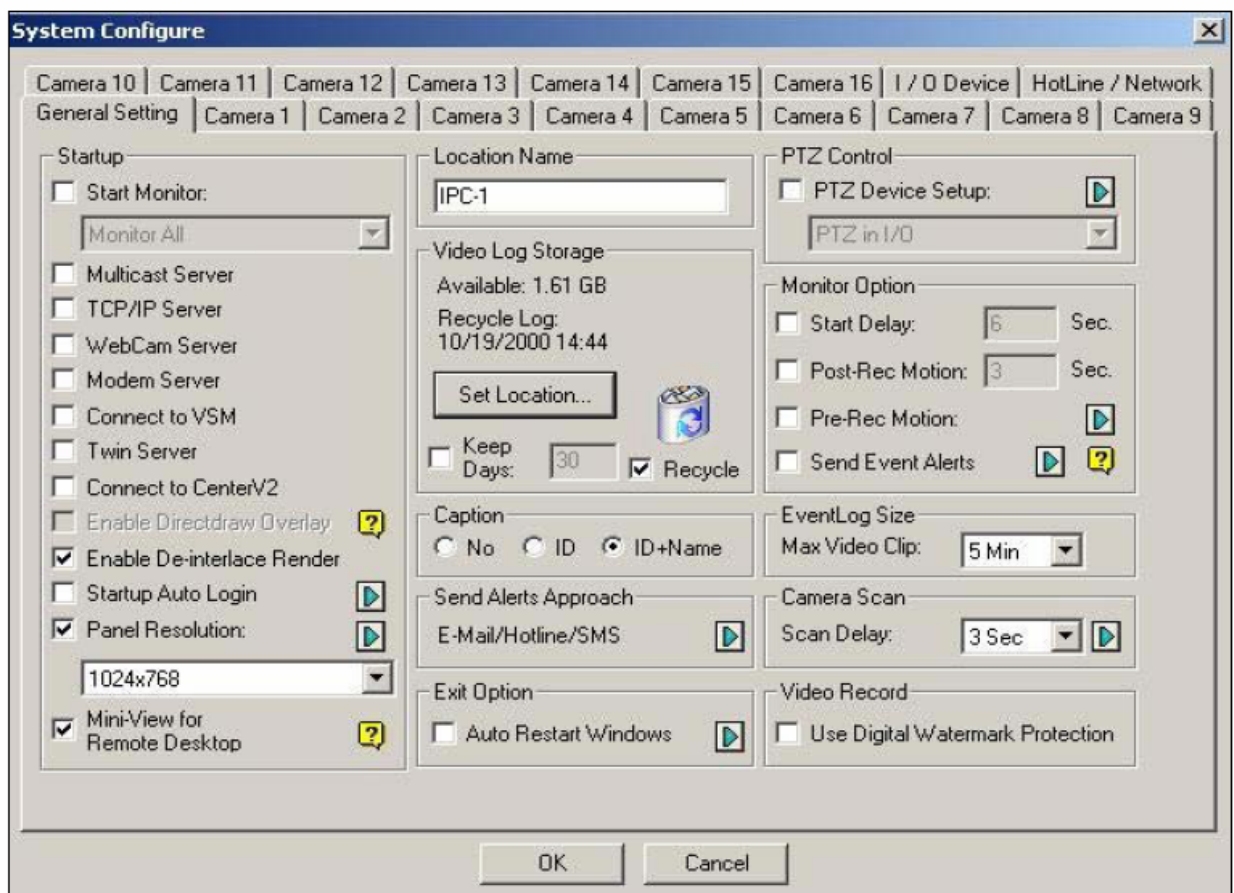 System Configure
Camera 10 Camera 11 Camera 12 Camera 13 Camera 14 Camera 15 Camera 16 I / O Device HotLine / Network
General Setting Camera 1 Camera 2 Camera 3 Camera 4 Camera 5 Camera 6 Camera 7 Camera 8 Camera 9
Startup
Start Monitor:
Monitor All
Multicast Server
TCP/IP Server
WebCam Server
Modem Server
Connect to VSM
Twin Server
Connect to CenterV2
Enable Directdraw Overlay ?
Enable De-interlace Render
Startup Auto Login
Panel Resolution:
1024x768
Mini-View for
Remote Desktop ?
Location Name
IPC-1
Video Log Storage
Available: 1.61 GB
Recycle Log:
10/19/2000 14:44
Set Location...
Keep
Days: 30 Recycle
Caption
No ID ID+Name
Send Alerts Approach
E-Mail/Hotline/SMS
Exit Option
Auto Restart Windows
PTZ Control
PTZ Device Setup:
PTZ in I/O
Monitor Option
Start Delay: 6 Sec.
Post-Rec Motion: 3 Sec.
Pre-Rec Motion:
Send Event Alerts ?
EventLog Size
Max Video Clip: 5 Min
Camera Scan
Scan Delay: 3 Sec
Video Record
Use Digital Watermark Protection
OK Cancel